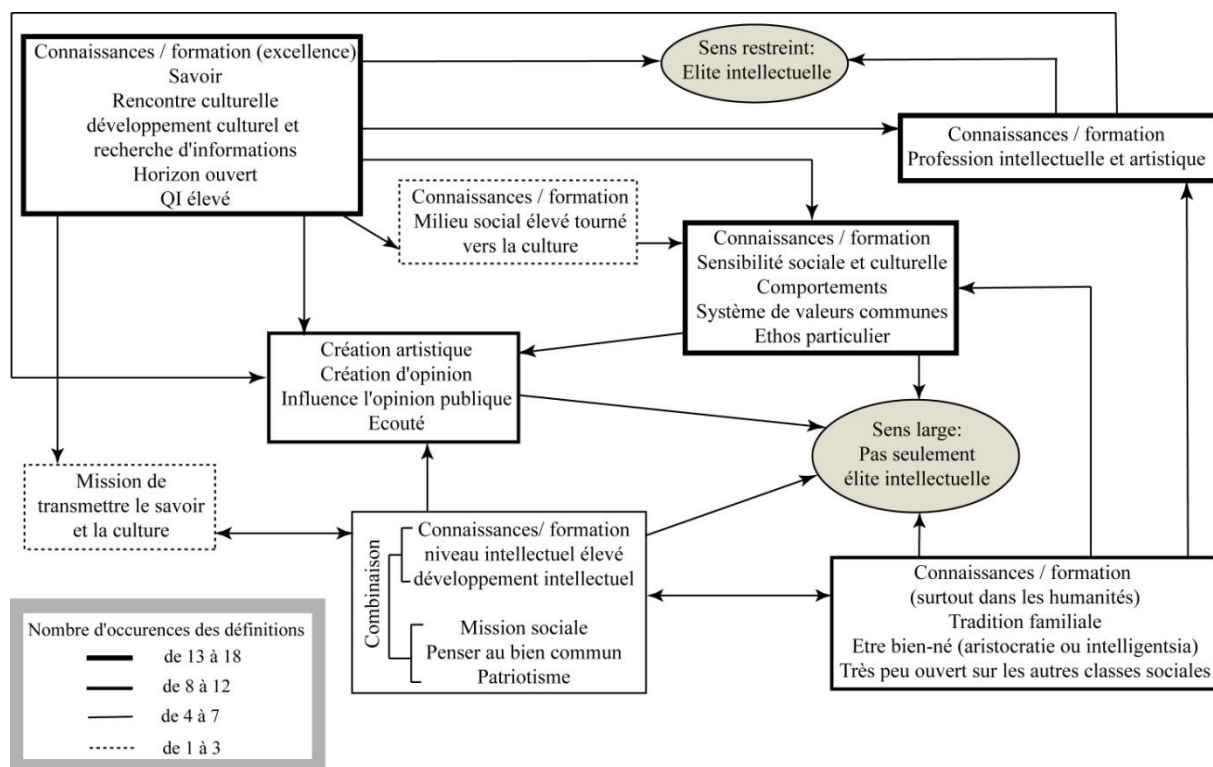 Connaissances / formation (excellence)
Savoir
Rencontre culturelle
développement culturel et
recherche d'informations
Horizon ouvert
QI élevé
Sens restreint:
Elite intellectuelle
Connaissances / formation
Profession intellectuelle et artistique
Connaissances / formation
Milieu social élevé tourné
vers la culture
Connaissances / formation
Sensibilité sociale et culturelle
Comportements
Système de valeurs communes
Ethos particulier
Création artistique
Création d'opinion
Influence l'opinion publique
Ecouté
Sens large:
Pas seulement
élite intellectuelle
Mission de
transmettre le savoir
et la culture
Combinaison
Connaissances/ formation
niveau intellectuel élevé
développement intellectuel
Mission sociale
Penser au bien commun
Patriotisme
Connaissances / formation
(surtout dans les humanités)
Tradition familiale
Etre bien-né (aristocratie ou intelligentsia)
Très peu ouvert sur les autres classes sociales
Nombre d'occurences des définitions
de 13 à 18
de 8 à 12
de 4 à 7
de 1 à 3